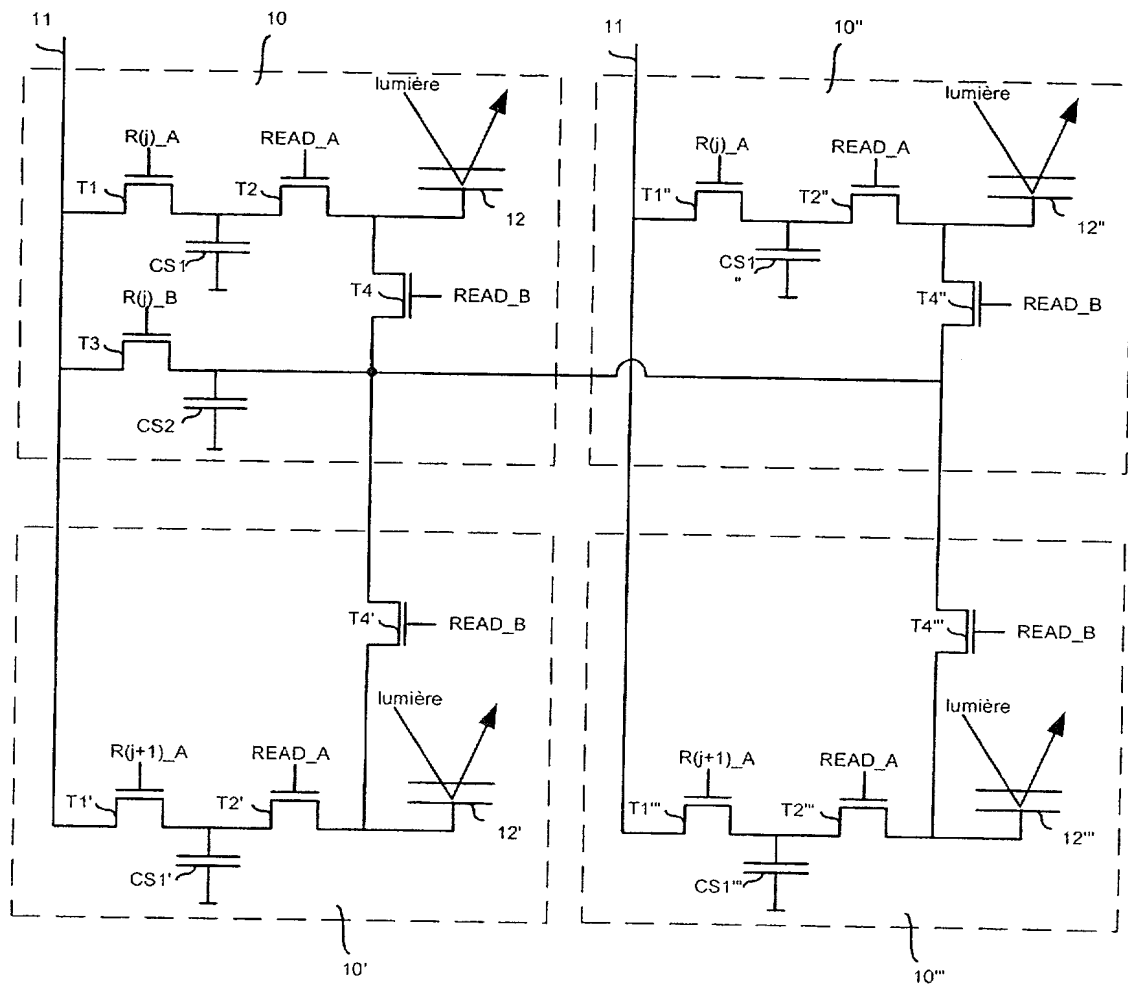 11
10
11
10"
lumière
lumière
R(j)_A
READ_A
R(j)_A
READ_A
T1
T2
12
T1"
T2"
12"
CS1
CS1
"
T4
READ_B
T4"
READ_B
R(j)_B
T3
CS2
T4'
READ_B
T4'"
READ_B
lumière
lumière
R(j+1)_A
READ_A
R(j+1)_A
READ_A
T1'
T2'
12'
T1'"
T2'"
12'"
CS1'
CS1'"
10'
10'"